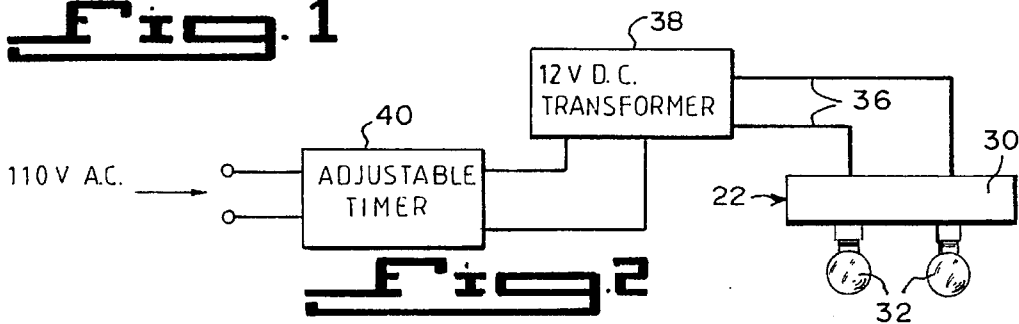 Fig. 1
38
12 V D. C.
TRANSFORMER
36
40
110 V A.C.
ADJUSTABLE
TIMER
30
22
32
Fig. 2